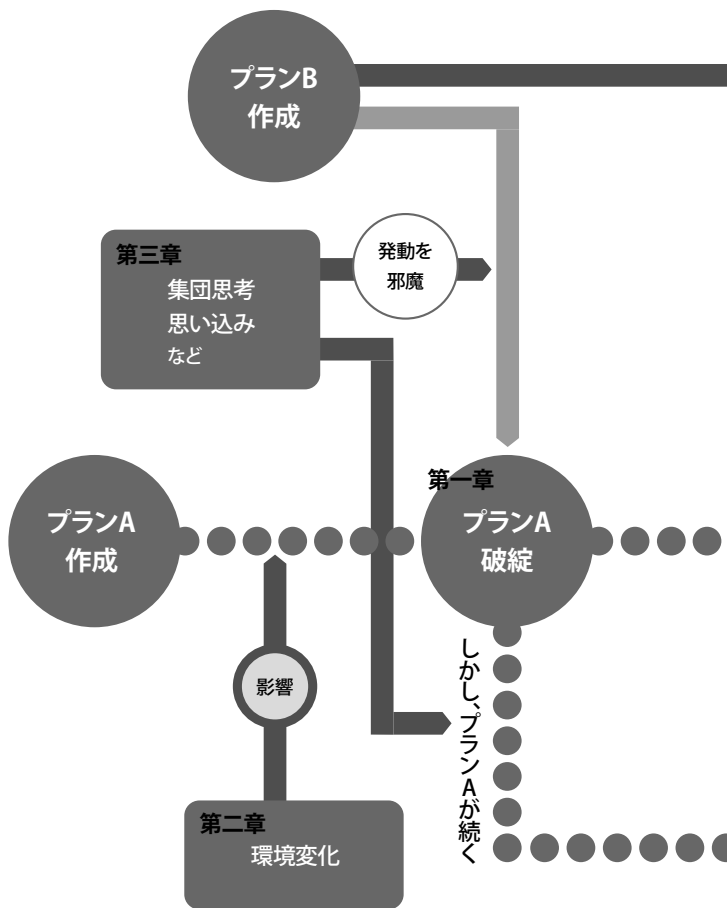 プランB
作成
第三章
集団思考
思い込み
など
発動を
邪魔
プランA
作成
第一章
プランA
破綻
影響
しかし、プランAが続く
第二章
環境変化